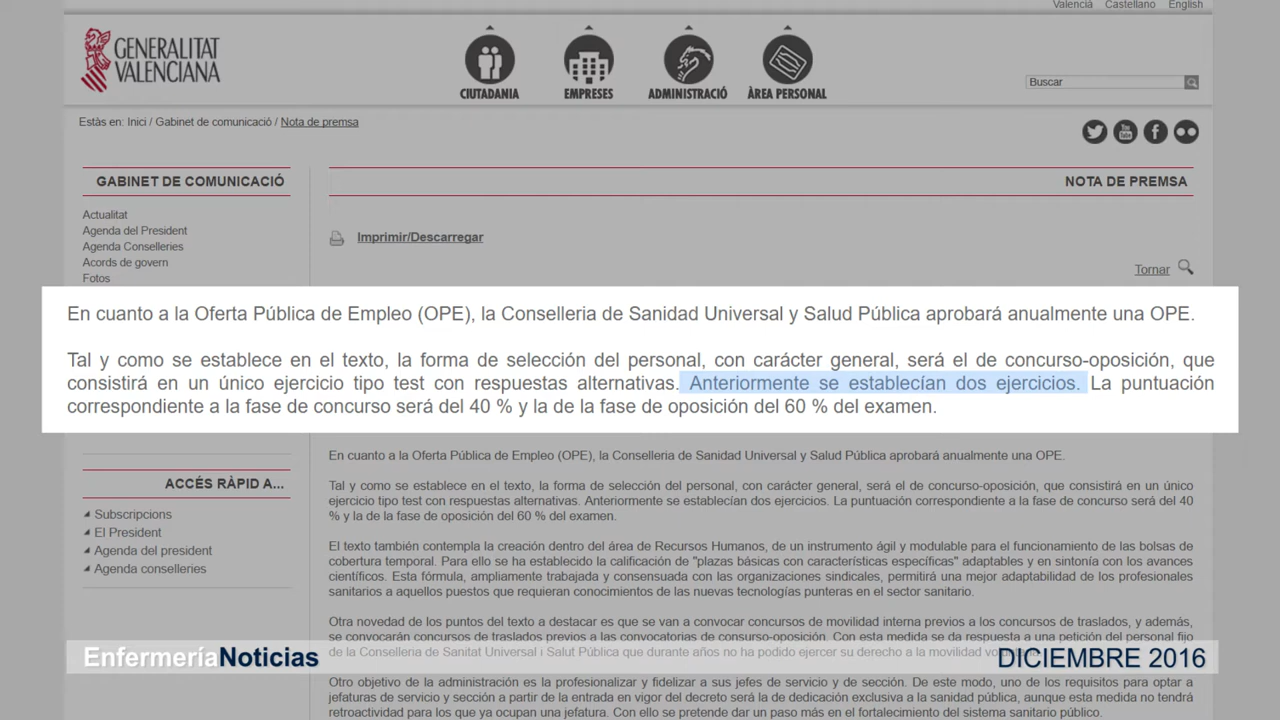 Valencià Castellano English
GENERALITAT
VALENCIANA
CIUTADANIA EMPRESES ADMINISTRACIÓ ÀREA PERSONAL
Buscar
Estàs en: Inici / Gabinet de comunicació / Nota de premsa
GABINET DE COMUNICACIÓ
NOTA DE PREMSA
Actualitat
Agenda del President
Agenda Conselleries
Acords de govern
Fotos
Imprimir/Descarregar
Tornar
En cuanto a la Oferta Pública de Empleo (OPE), la Conselleria de Sanidad Universal y Salud Pública aprobará anualmente una OPE.
Tal y como se establece en el texto, la forma de selección del personal, con carácter general, será el de concurso-oposición, que
consistirá en un único ejercicio tipo test con respuestas alternativas. Anteriormente se establecían dos ejercicios. La puntuación
correspondiente a la fase de concurso será del 40 % y la de la fase de oposición del 60 % del examen.
ACCÉS RÀPID A...
Subscripcions
El President
Agenda del president
Agenda conselleries
En cuanto a la Oferta Pública de Empleo (OPE), la Conselleria de Sanidad Universal y Salud Pública aprobará anualmente una OPE.
Tal y como se establece en el texto, la forma de selección del personal, con carácter general, será el de concurso-oposición, que consistirá en un único
ejercicio tipo test con respuestas alternativas. Anteriormente se establecían dos ejercicios. La puntuación correspondiente a la fase de concurso será del 40
% y la de la fase de oposición del 60 % del examen.
El texto también contempla la creación dentro del área de Recursos Humanos, de un instrumento ágil y modulable para el funcionamiento de las bolsas de
cobertura temporal. Para ello se ha establecido la calificación de "plazas básicas con características específicas" adaptables y en sintonía con los avances
científicos. Esta fórmula, ampliamente trabajada y consensuada con las organizaciones sindicales, permitirá una mejor adaptabilidad de los profesionales
sanitarios a aquellos puestos que requieran conocimientos de las nuevas tecnologías punteras en el sector sanitario.
Otra novedad de los puntos del texto a destacar es que se van a convocar concursos de movilidad interna previos a los concursos de traslados, y además,
se convocarán concursos de traslados previos a las convocatorias de consurso-oposición. Con esta medida se da respuesta a una petición del personal fijo
de la Conselleria de Sanitat Universal i Salut Pública que durante años no ha podido ejercer su derecho a la movilidad
Otro objetivo de la administración es la profesionalizar y fidelizar a sus jefes de servicio y de sección. De este modo, uno de los requisitos para optar a
jefaturas de servicio y sección a partir de la entrada en vigor del decreto será la de dedicación exclusiva a la sanidad pública, aunque esta medida no tendrá
retroactividad para los que ya ocupan una jefatura. Con ello se pretende dar un paso más en el fortalecimiento del sistema sanitario público.
EnfermeríaNoticias
DICIEMBRE 2016